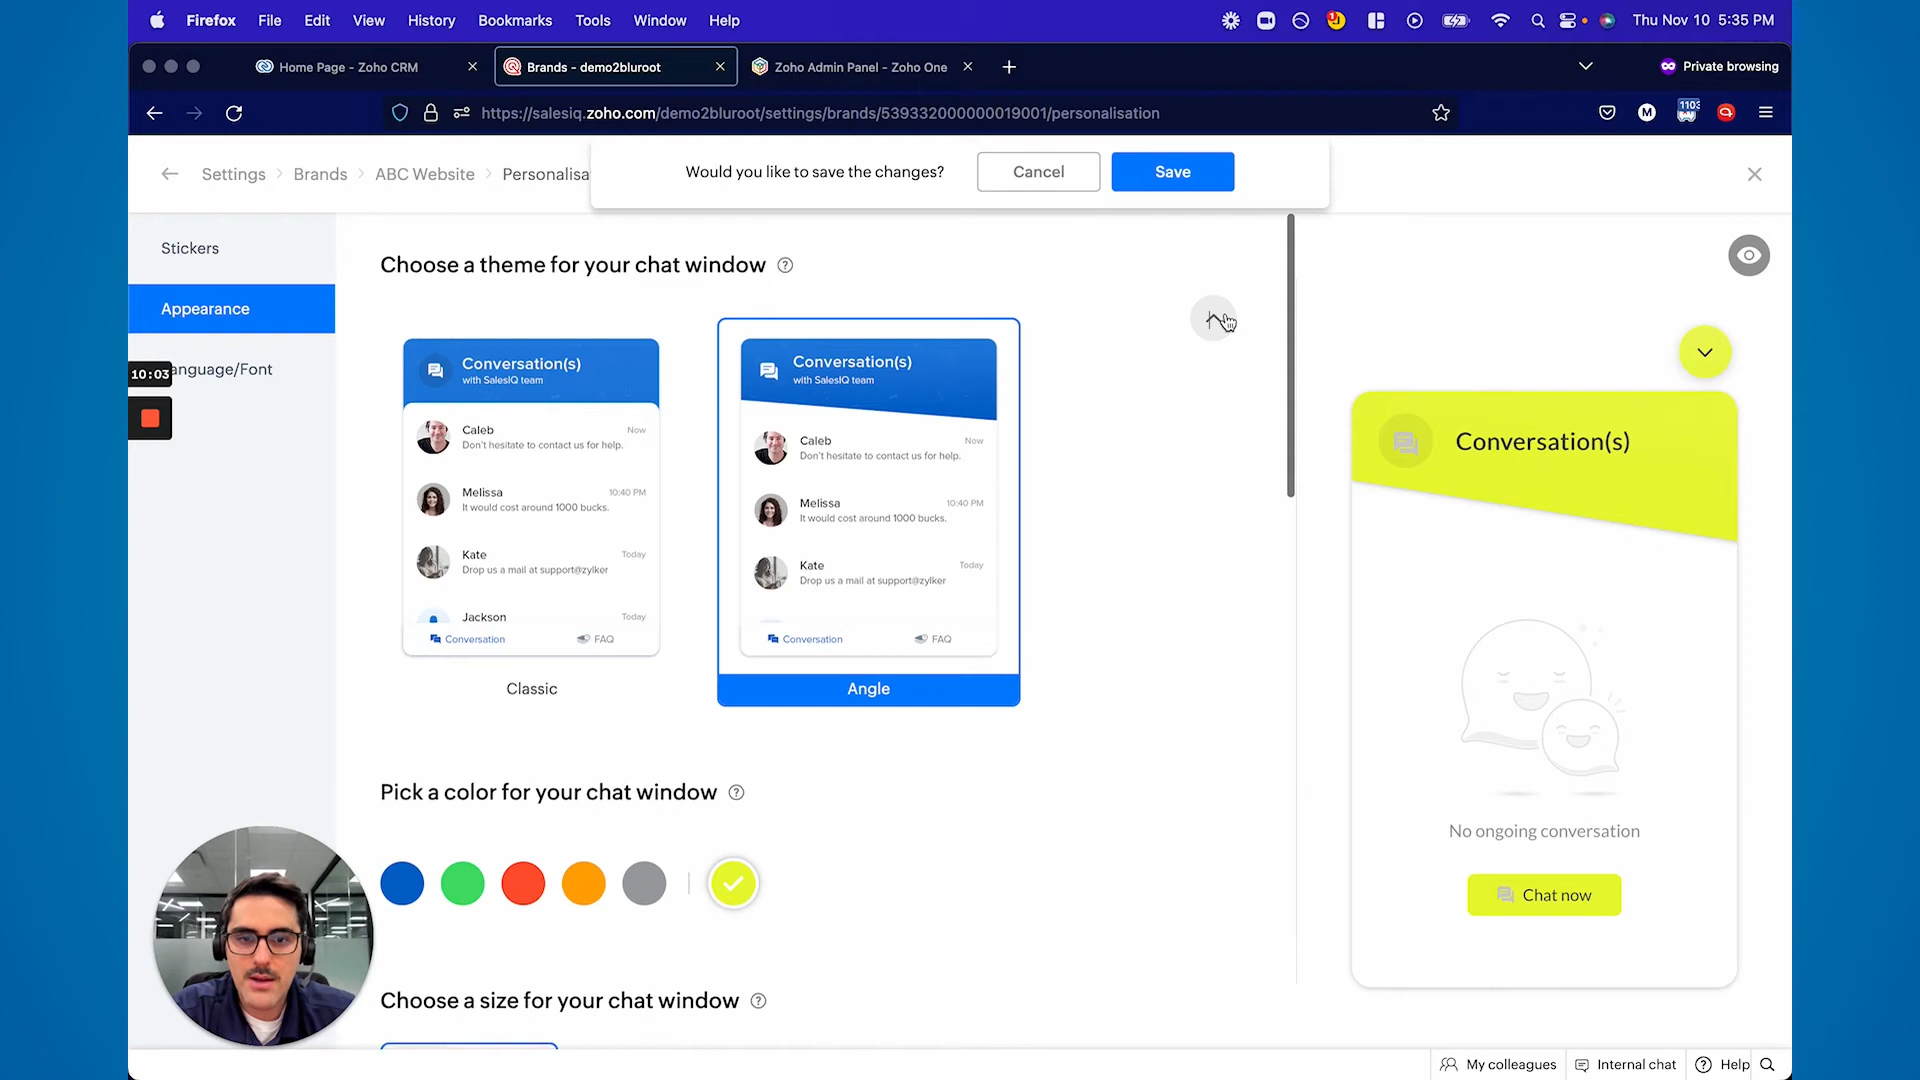 Firefox File Edit View History Bookmarks Tools Window Help Thu Nov 10 5:35 PM
Home Page - Zoho CRM Brands - demo2bluroot Zoho Admin Panel - Zoho One Private browsing
https://salesiq.zoho.com/demo2bluroot/settings/brands/539332000000019001/personalisation M 1103
Settings Brands ABC Website Personalisa
Would you like to save the changes? Cancel Save
Stickers
Appearance
anguage/Font
10:03
Choose a theme for your chat window
Conversation(s)
with SalesIQ team
Caleb Now
Don't hesitate to contact us for help.
Melissa 10:40 PM
It would cost around 1000 bucks.
Kate Today
Drop us a mail at support@zylker
Jackson Today
Conversation FAQ
Classic
Conversation(s)
with SalesIQ team
Caleb Now
Don't hesitate to contact us for help.
Melissa 10:40 PM
It would cost around 1000 bucks.
Kate Today
Drop us a mail at support@zylker
Conversation FAQ
Angle
Pick a color for your chat window
Choose a size for your chat window
Conversation(s)
No ongoing conversation
Chat now
My colleagues Internal chat Help